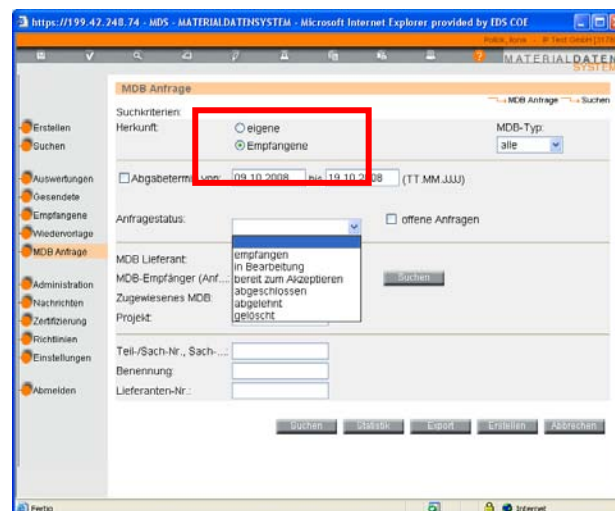 https://199.42.248.74 - MDS - MATERIALDATENSYSTEM - Microsoft Internet Explorer provided by EDS COE
MATERIALDATEN
SYSTEM
MDB Anfrage
MDB Anfrage Suchen
Suchkriterien:
Herkunft: eigene MDB-Typ:
Empfangene alle
Erstellen
Suchen
Abgabetermin von: 09.10.2008 bis 19.10.2008 (TT.MM.JJJJ)
Auswertungen
Gesendete
Empfangene
Wiedervorlage
MDB Anfrage
Anfragestatus: offene Anfragen
empfangen
in Bearbeitung
bereit zum Akzeptieren
abgeschlossen
abgelehnt
gelöscht
MDB Lieferant:
MDB-Empfänger (Anf...: Suchen
Zugewiesenes MDB:
Projekt:
Administration
Nachrichten
Zertifizierung
Richtlinien
Einstellungen
Abmelden
Teil-/Sach-Nr., Sach-...:
Benennung:
Lieferanten-Nr.:
Suchen Statistik Export Erstellen Abbrechen
Fertig Internet